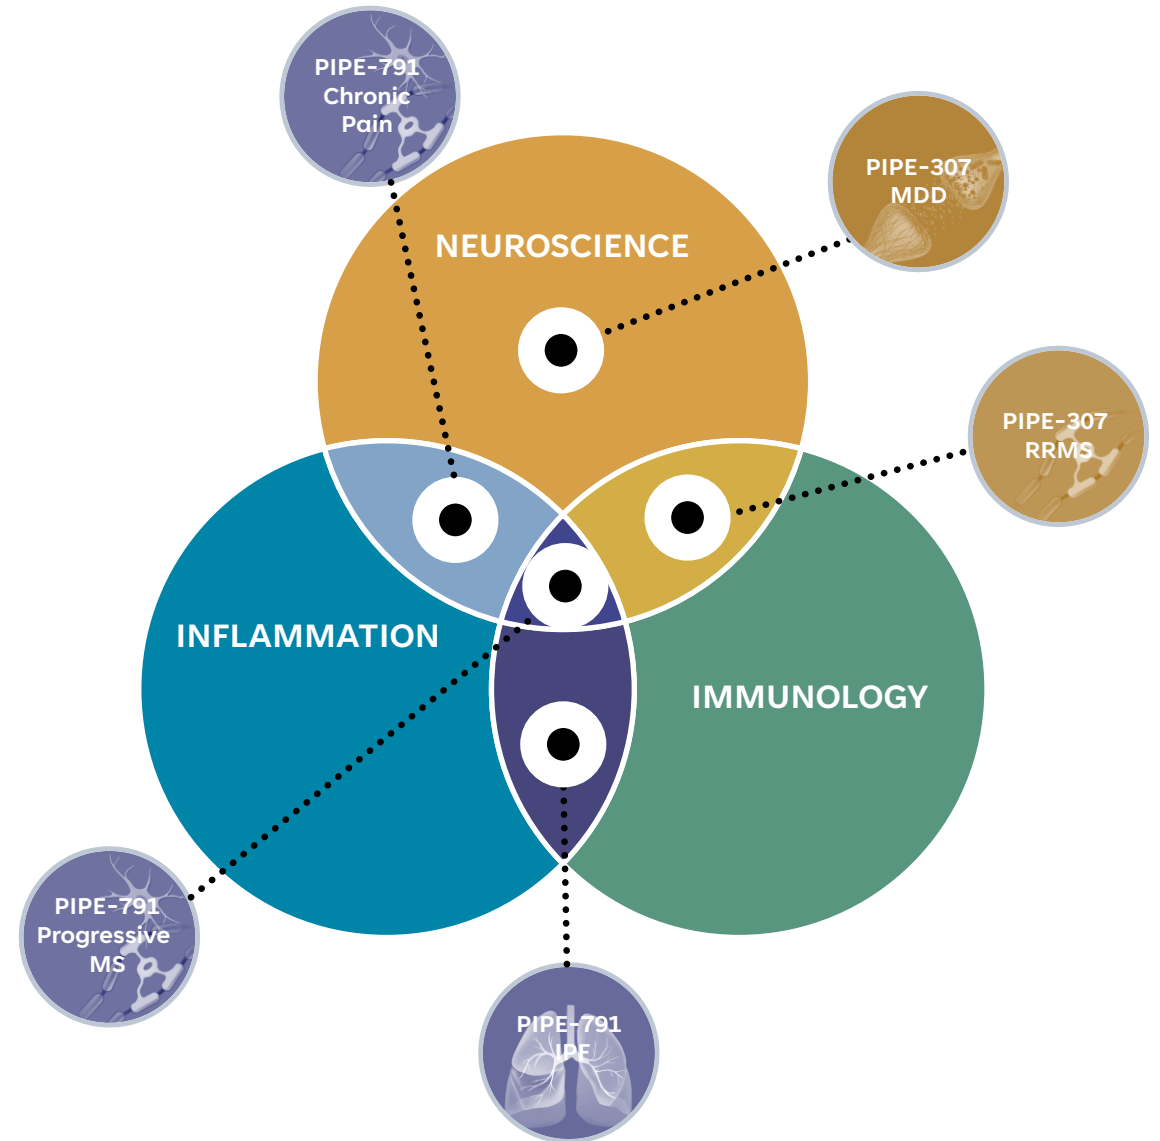 PIPE-791
Chronic
Pain
PIPE-307
MDD
NEUROSCIENCE
PIPE-307
RRMS
INFLAMMATION
IMMUNOLOGY
PIPE-791
Progressive
MS
PIPE-791
IPF